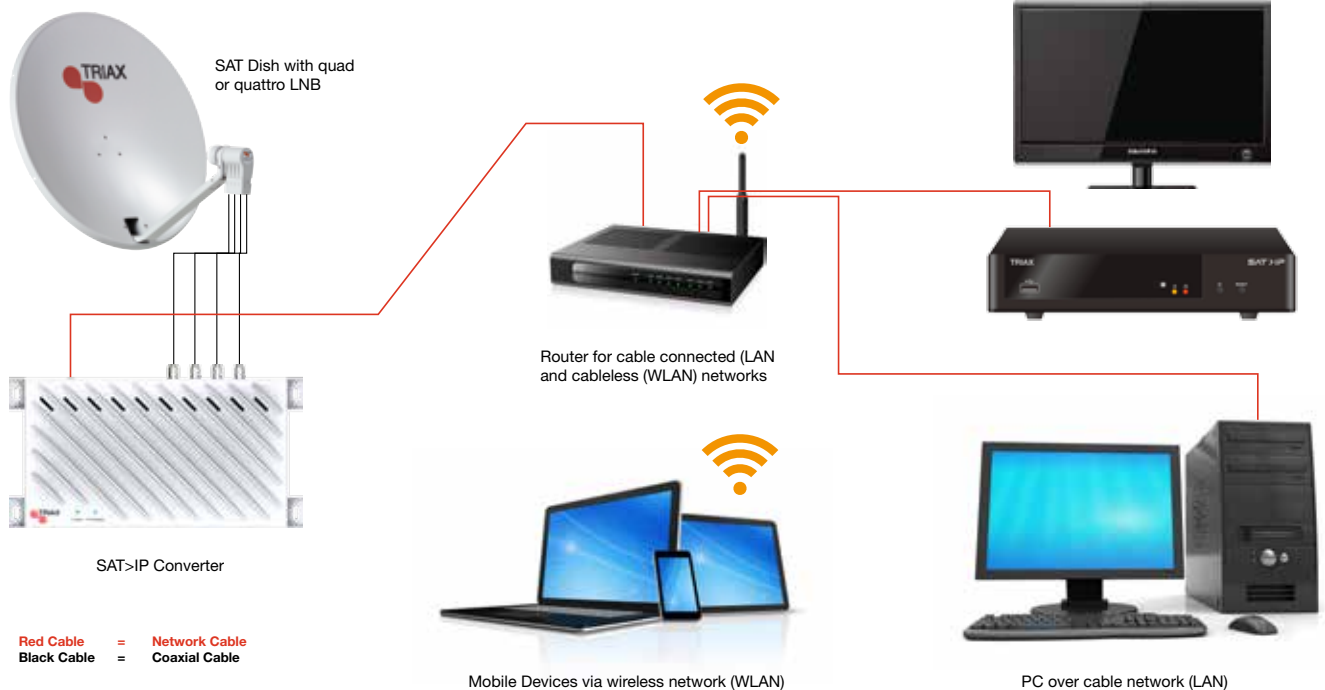 TRIAX
SAT Dish with quad
or quattro LNB
TRIAX
SAT>IP
Router for cable connected (LAN
and cableless (WLAN) networks
TRIAX
SAT>IP Converter
Red Cable = Network Cable
Black Cable = Coaxial Cable
Mobile Devices via wireless network (WLAN)
PC over cable network (LAN)